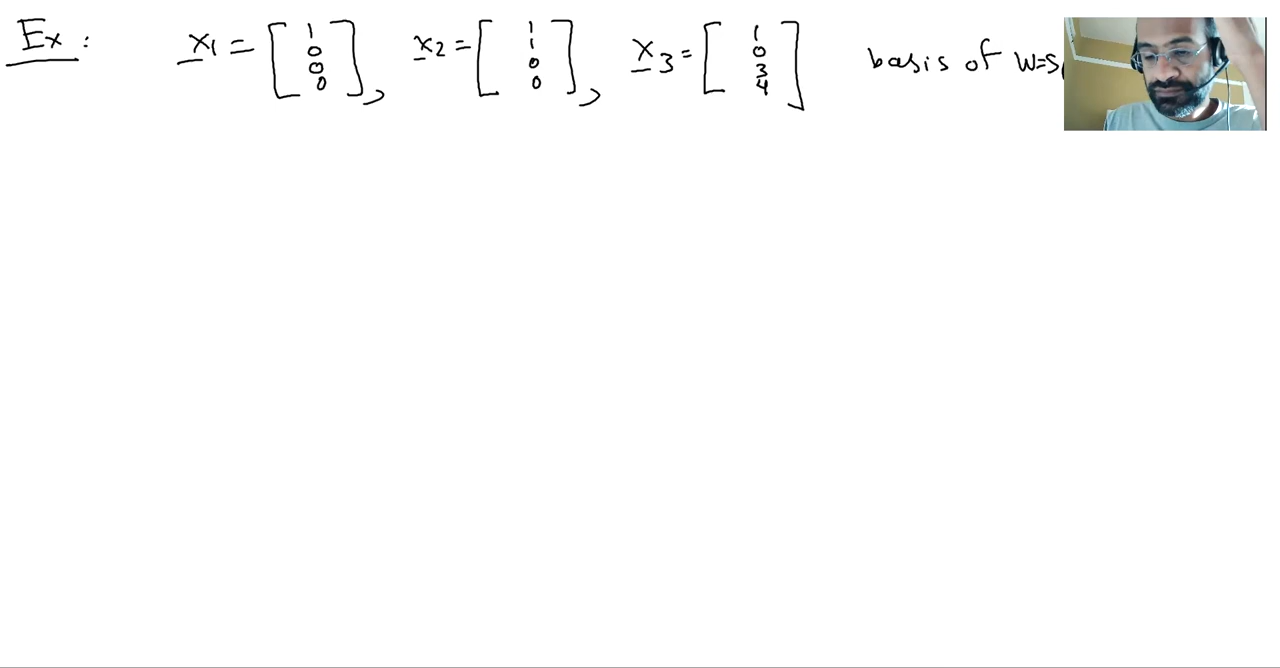 Ex: x1 = [1 0 0 0], x2 = [1 1 0 0], x3 = [1 0 3 4] basis of W=